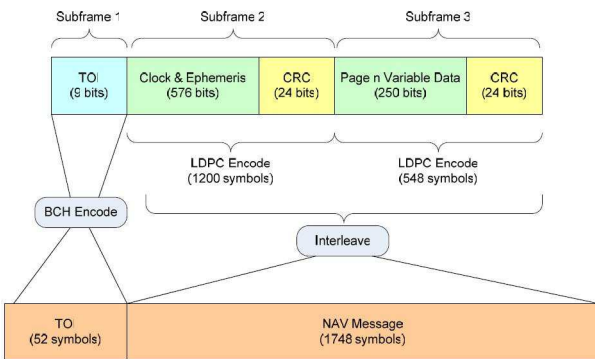 Subframe 1
Subframe 2
Subframe 3
TOI
(9 bits)
Clock & Ephemeris
(576 bits)
CRC
(24 bits)
Page n Variable Data
(250 bits)
CRC
(24 bits)
LDPC Encode
(1200 symbols)
LDPC Encode
(548 symbols)
BCH Encode
Interleave
TOI
(52 symbols)
NAV Message
(1748 symbols)